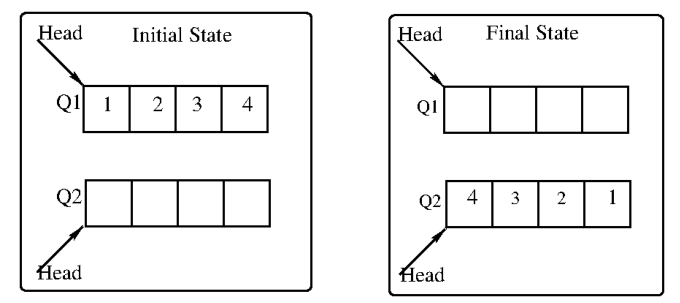 Head Initial State
Q1 1 2 3 4
Q2
Head
Head Final State
Q1
Q2 4 3 2 1
Head